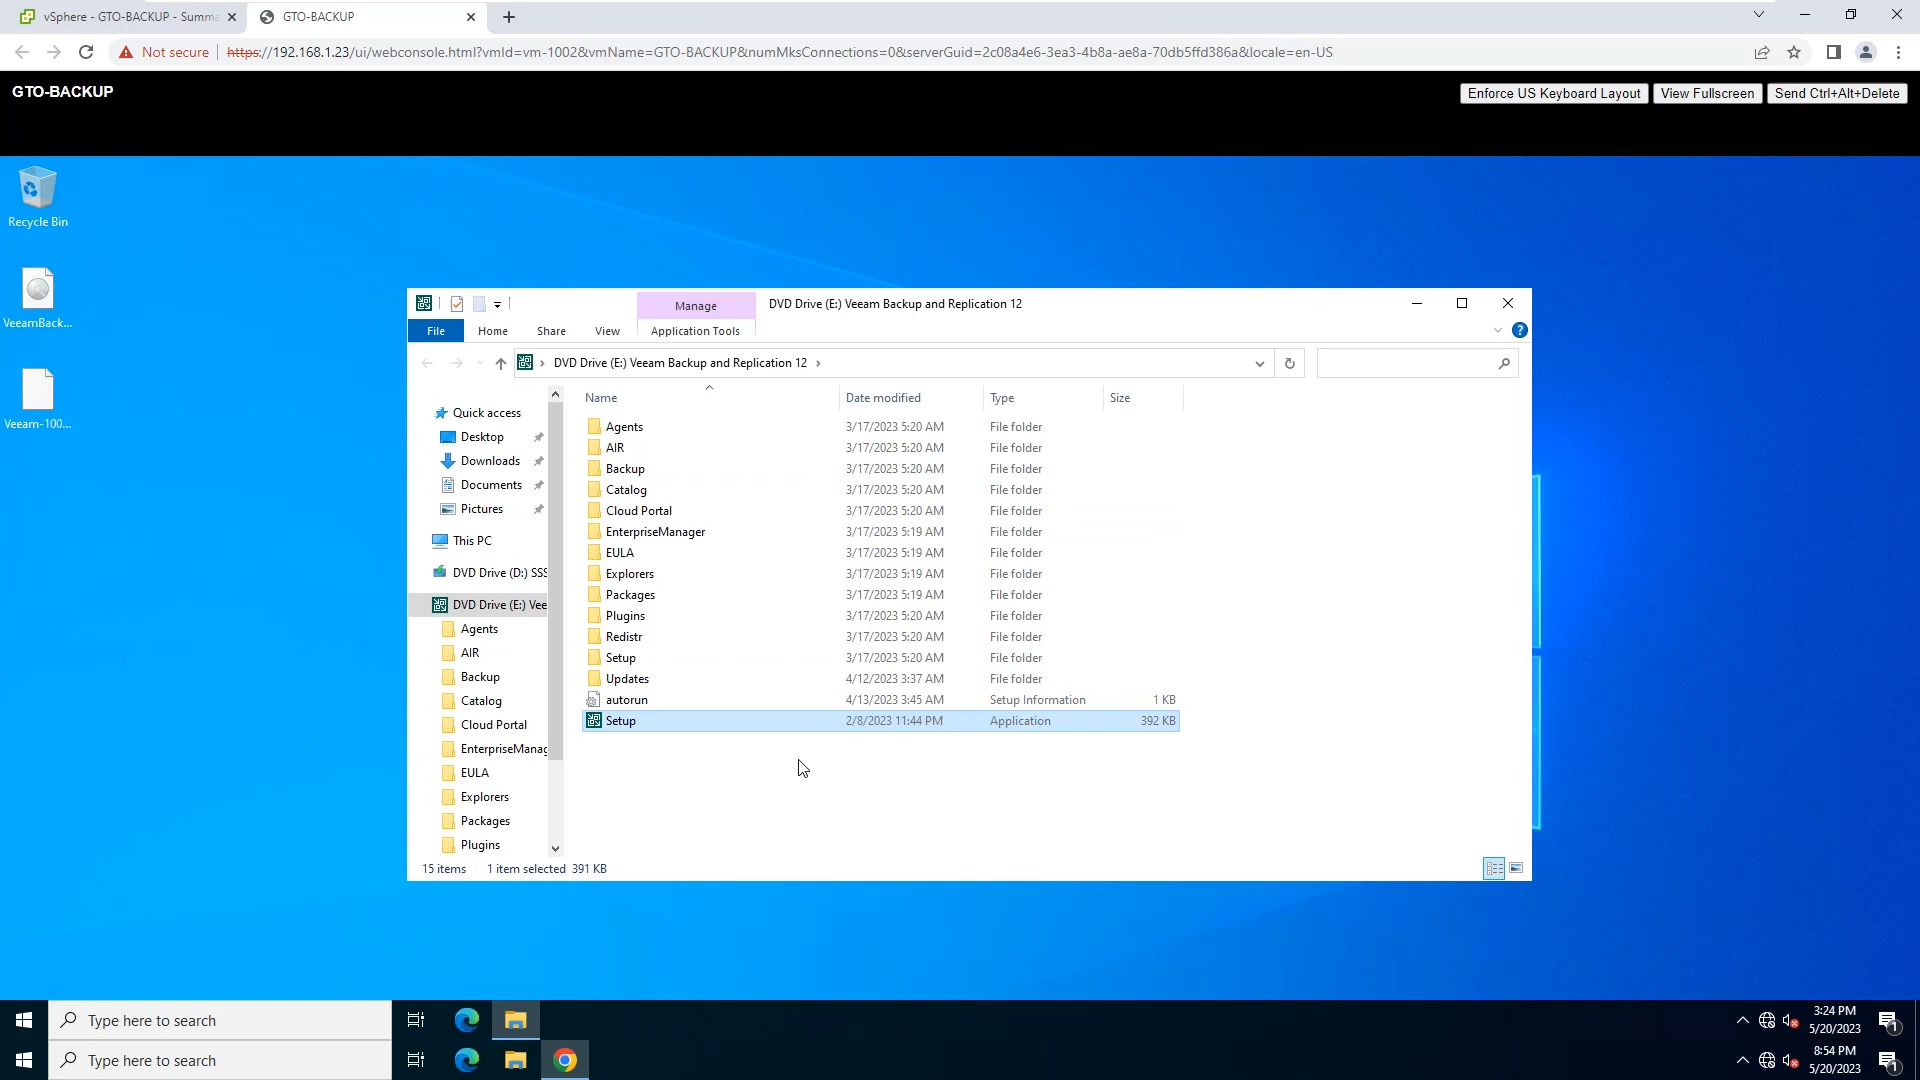 vSphere - GTO-BACKUP - Summa
GTO-BACKUP
Not secure
https://192.168.1.23/ui/webconsole.html?vmId=vm-1002&vmName=GTO-BACKUP&numMksConnections=0&serverGuid=2c08a4e6-3ea3-4b8a-ae8a-70db5ffd386a&locale=en-US
GTO-BACKUP
Enforce US Keyboard Layout
View Fullscreen
Send Ctrl+Alt+Delete
Recycle Bin
VeeamBack...
Veeam-100...
Manage
DVD Drive (E:) Veeam Backup and Replication 12
File
Home
Share
View
Application Tools
DVD Drive (E:) Veeam Backup and Replication 12
Quick access
Desktop
Downloads
Documents
Pictures
This PC
DVD Drive (D:) SSS
DVD Drive (E:) Vee
Agents
AIR
Backup
Catalog
Cloud Portal
EnterpriseManag
EULA
Explorers
Packages
Plugins
Name Date modified Type Size
Agents 3/17/2023 5:20 AM File folder
AIR 3/17/2023 5:20 AM File folder
Backup 3/17/2023 5:20 AM File folder
Catalog 3/17/2023 5:20 AM File folder
Cloud Portal 3/17/2023 5:20 AM File folder
EnterpriseManager 3/17/2023 5:19 AM File folder
EULA 3/17/2023 5:19 AM File folder
Explorers 3/17/2023 5:19 AM File folder
Packages 3/17/2023 5:19 AM File folder
Plugins 3/17/2023 5:20 AM File folder
Redistr 3/17/2023 5:20 AM File folder
Setup 3/17/2023 5:20 AM File folder
Updates 4/12/2023 3:37 AM File folder
autorun 4/13/2023 3:45 AM Setup Information 1 KB
Setup 2/8/2023 11:44 PM Application 392 KB
15 items 1 item selected 391 KB
Type here to search
3:24 PM
5/20/2023
1
Type here to search
8:54 PM
5/20/2023
1